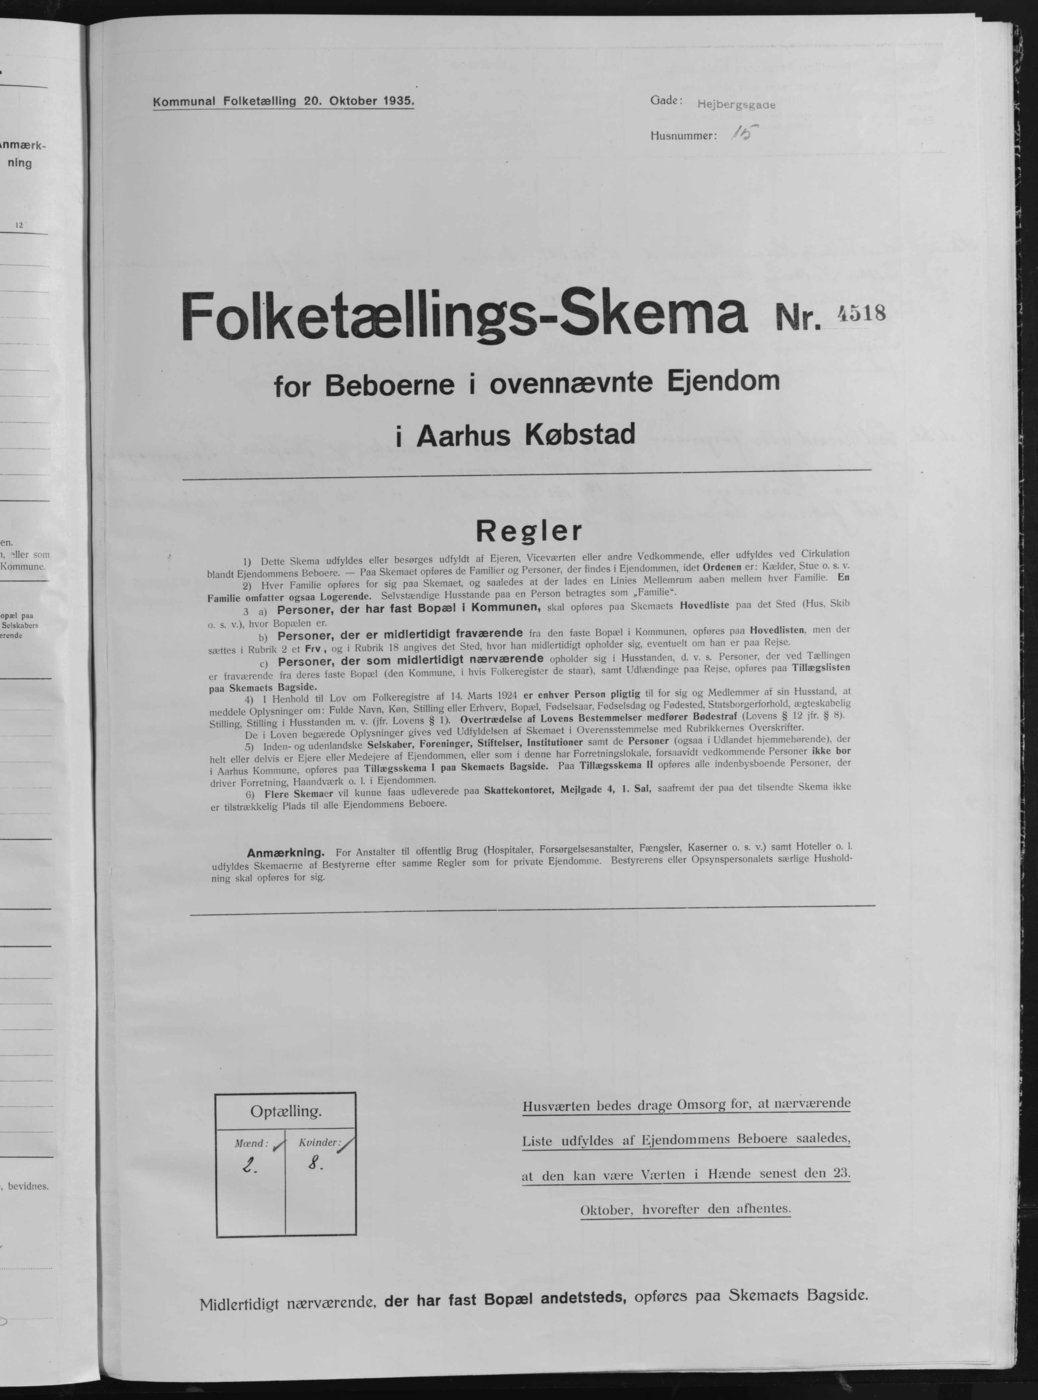 Kommunal Folketælling 20. Oktober 1935.
Gade: Hejbergsgade
Husnummer: 15
Folketællings-Skema Nr. 4518
for Beboerne i ovennævnte Ejendom
i Aarhus Købstad
Regler
1) Dette Skema udfyldes eller besørges udfyldt af Ejeren, Viceværten eller andre Vedkommende, eller udfyldes ved Cirkulation
blandt Ejendommens Beboere. — Paa Skemaet opføres de Familier og Personer, der findes i Ejendommen, idet Ordenen er: Kælder, Stue o. s. v.
2) Hver Familie opføres for sig paa Skemaet, og saaledes at der lades en Linies Mellemrum aaben mellem hver Familie. En
Familie omfatter ogsaa Logerende. Selvstændige Husstande paa en Person betragtes som „Familie“.
3 a) Personer, der har fast Bopæl i Kommunen, skal opføres paa Skemaets Hovedliste paa det Sted (Hus, Skib
o. s. v.), hvor Bopælen er.
b) Personer, der er midlertidigt fraværende fra den faste Bopæl i Kommunen, opføres paa Hovedlisten, men der
sættes i Rubrik 2 et Frv., og i Rubrik 18 angives det Sted, hvor han midlertidigt opholder sig, eventuelt om han er paa Rejse.
c) Personer, der som midlertidigt nærværende opholder sig i Husstanden, d. v. s. Personer, der ved Tællingen
er fraværende fra deres faste Bopæl (den Kommune, i hvis Folkeregister de staar), samt Udlændinge paa Rejse, opføres paa Tillægslisten
paa Skemaets Bagside.
4) I Henhold til Lov om Folkeregistre af 14. Marts 1924 er enhver Person pligtig til for sig og Medlemmer af sin Husstand, at
meddele Oplysninger om: Fulde Navn, Køn, Stilling eller Erhverv, Bopæl, Fødselsaar, Fødselsdag og Fødested, Statsborgerforhold, ægteskabelig
Stilling, Stilling i Husstanden m. v. (jfr. Lovens § 1). Overtrædelse af Lovens Bestemmelser medfører Bødestraf (Lovens § 12 jfr. § 8).
De i Loven begærede Oplysninger gives ved Udfyldelsen af Skemaet i Overensstemmelse med Rubrikkernes Overskrifter.
5) Inden- og udenlandske Selskaber, Foreninger, Stiftelser, Institutioner samt de Personer (ogsaa i Udlandet hjemmehørende), der
helt eller delvis er Ejere eller Medejere af Ejendommen, eller som i denne har Forretningslokale, forsaavidt vedkommende Personer ikke bor
i Aarhus Kommune, opføres paa Tillægsskema I paa Skemaets Bagside. Paa Tillægsskema II opføres alle indenbysboende Personer, der
driver Forretning, Haandværk o. l. i Ejendommen.
6) Flere Skemaer vil kunne faas udleverede paa Skattekontoret, Mejlgade 4, 1. Sal, saafremt der paa det tilsendte Skema ikke
er tilstrækkelig Plads til alle Ejendommens Beboere.
Anmærkning. For Anstalter til offentlig Brug (Hospitaler, Forsørgelsesanstalter, Fængsler, Kaserner o. s. v.) samt Hoteller o. l.
udfyldes Skemaerne af Bestyrerne efter samme Regler som for private Ejendomme. Bestyrerens eller Opsynspersonalets særlige Hushold-
ning skal opføres for sig.
Optælling.
Mænd: Kvinder:
2. 8.
Husværten bedes drage Omsorg for, at nærværende
Liste udfyldes af Ejendommens Beboere saaledes,
at den kan være Værten i Hænde senest den 23.
Oktober, hvorefter den afhentes.
Midlertidigt nærværende, der har fast Bopæl andetsteds, opføres paa Skemaets Bagside.